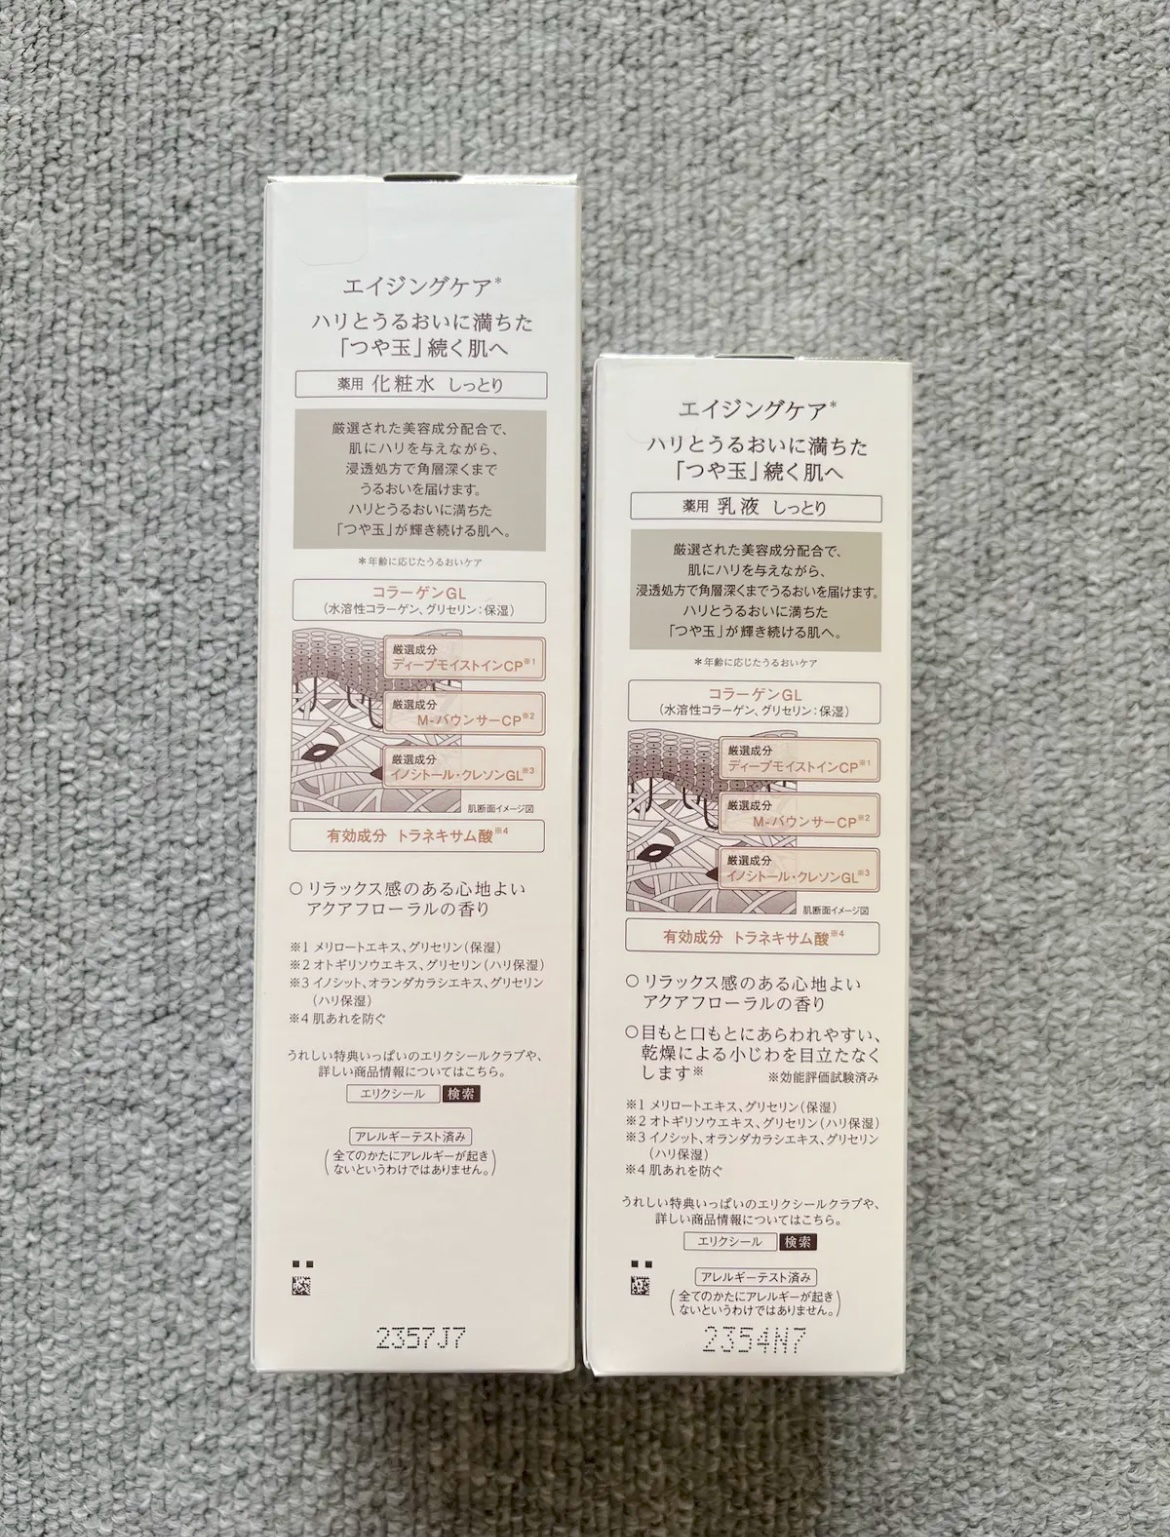 エイジングケア*
ハリとうるおいに満ちた
「つや玉」続く肌へ
薬用 化粧水 しっとり
厳選された美容成分配合で、
肌にハリを与えながら、
浸透処方で角層深くまで
うるおいを届けます。
ハリとうるおいに満ちた
「つや玉」が輝き続ける肌へ。
*年齢に応じたうるおいケア
コラーゲンGL
(水溶性コラーゲン、グリセリン:保湿)
厳選成分
ディープモイストインCP※1
厳選成分
M-バウンサーCP※2
厳選成分
イノシトール・クレソンGL※3
肌断面イメージ図
有効成分 トラネキサム酸※4
○リラックス感のある心地よい
アクアフローラルの香り
※1 メリロートエキス、グリセリン(保湿)
※2 オトギリソウエキス、グリセリン(ハリ保湿)
※3 イノシット、オランダカラシエキス、グリセリン
(ハリ保湿)
※4 肌あれを防ぐ
うれしい特典いっぱいのエリクシールクラブや、
詳しい商品情報についてはこちら。
エリクシール 検索
アレルギーテスト済み
(全てのかたにアレルギーが起き
ないというわけではありません。)
2357J7
エイジングケア*
ハリとうるおいに満ちた
「つや玉」続く肌へ
薬用 乳液 しっとり
厳選された美容成分配合で、
肌にハリを与えながら、
浸透処方で角層深くまでうるおいを届けます。
ハリとうるおいに満ちた
「つや玉」が輝き続ける肌へ。
*年齢に応じたうるおいケア
コラーゲンGL
(水溶性コラーゲン、グリセリン:保湿)
厳選成分
ディープモイストインCP※1
厳選成分
M-バウンサーCP※2
厳選成分
イノシトール・クレソンGL※3
肌断面イメージ図
有効成分 トラネキサム酸※4
○リラックス感のある心地よい
アクアフローラルの香り
○目もと口もとにあらわれやすい、
乾燥による小じわを目立たなく
します※ ※効能評価試験済み
※1 メリロートエキス、グリセリン(保湿)
※2 オトギリソウエキス、グリセリン(ハリ保湿)
※3 イノシット、オランダカラシエキス、グリセリン
(ハリ保湿)
※4 肌あれを防ぐ
うれしい特典いっぱいのエリクシールクラブや、
詳しい商品情報についてはこちら。
エリクシール 検索
アレルギーテスト済み
(全てのかたにアレルギーが起き
ないというわけではありません。)
2354N7